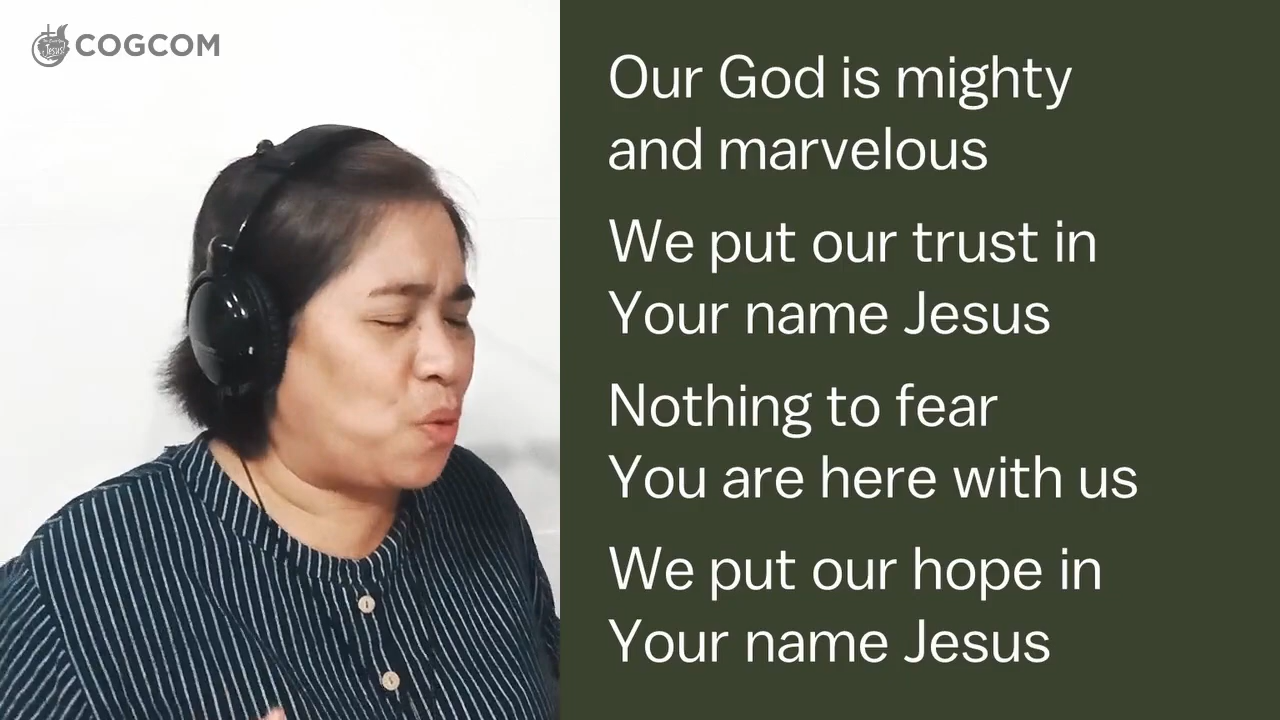 COGCOM
Our God is mighty
and marvelous
We put our trust in
Your name Jesus
Nothing to fear
You are here with us
We put our hope in
Your name Jesus